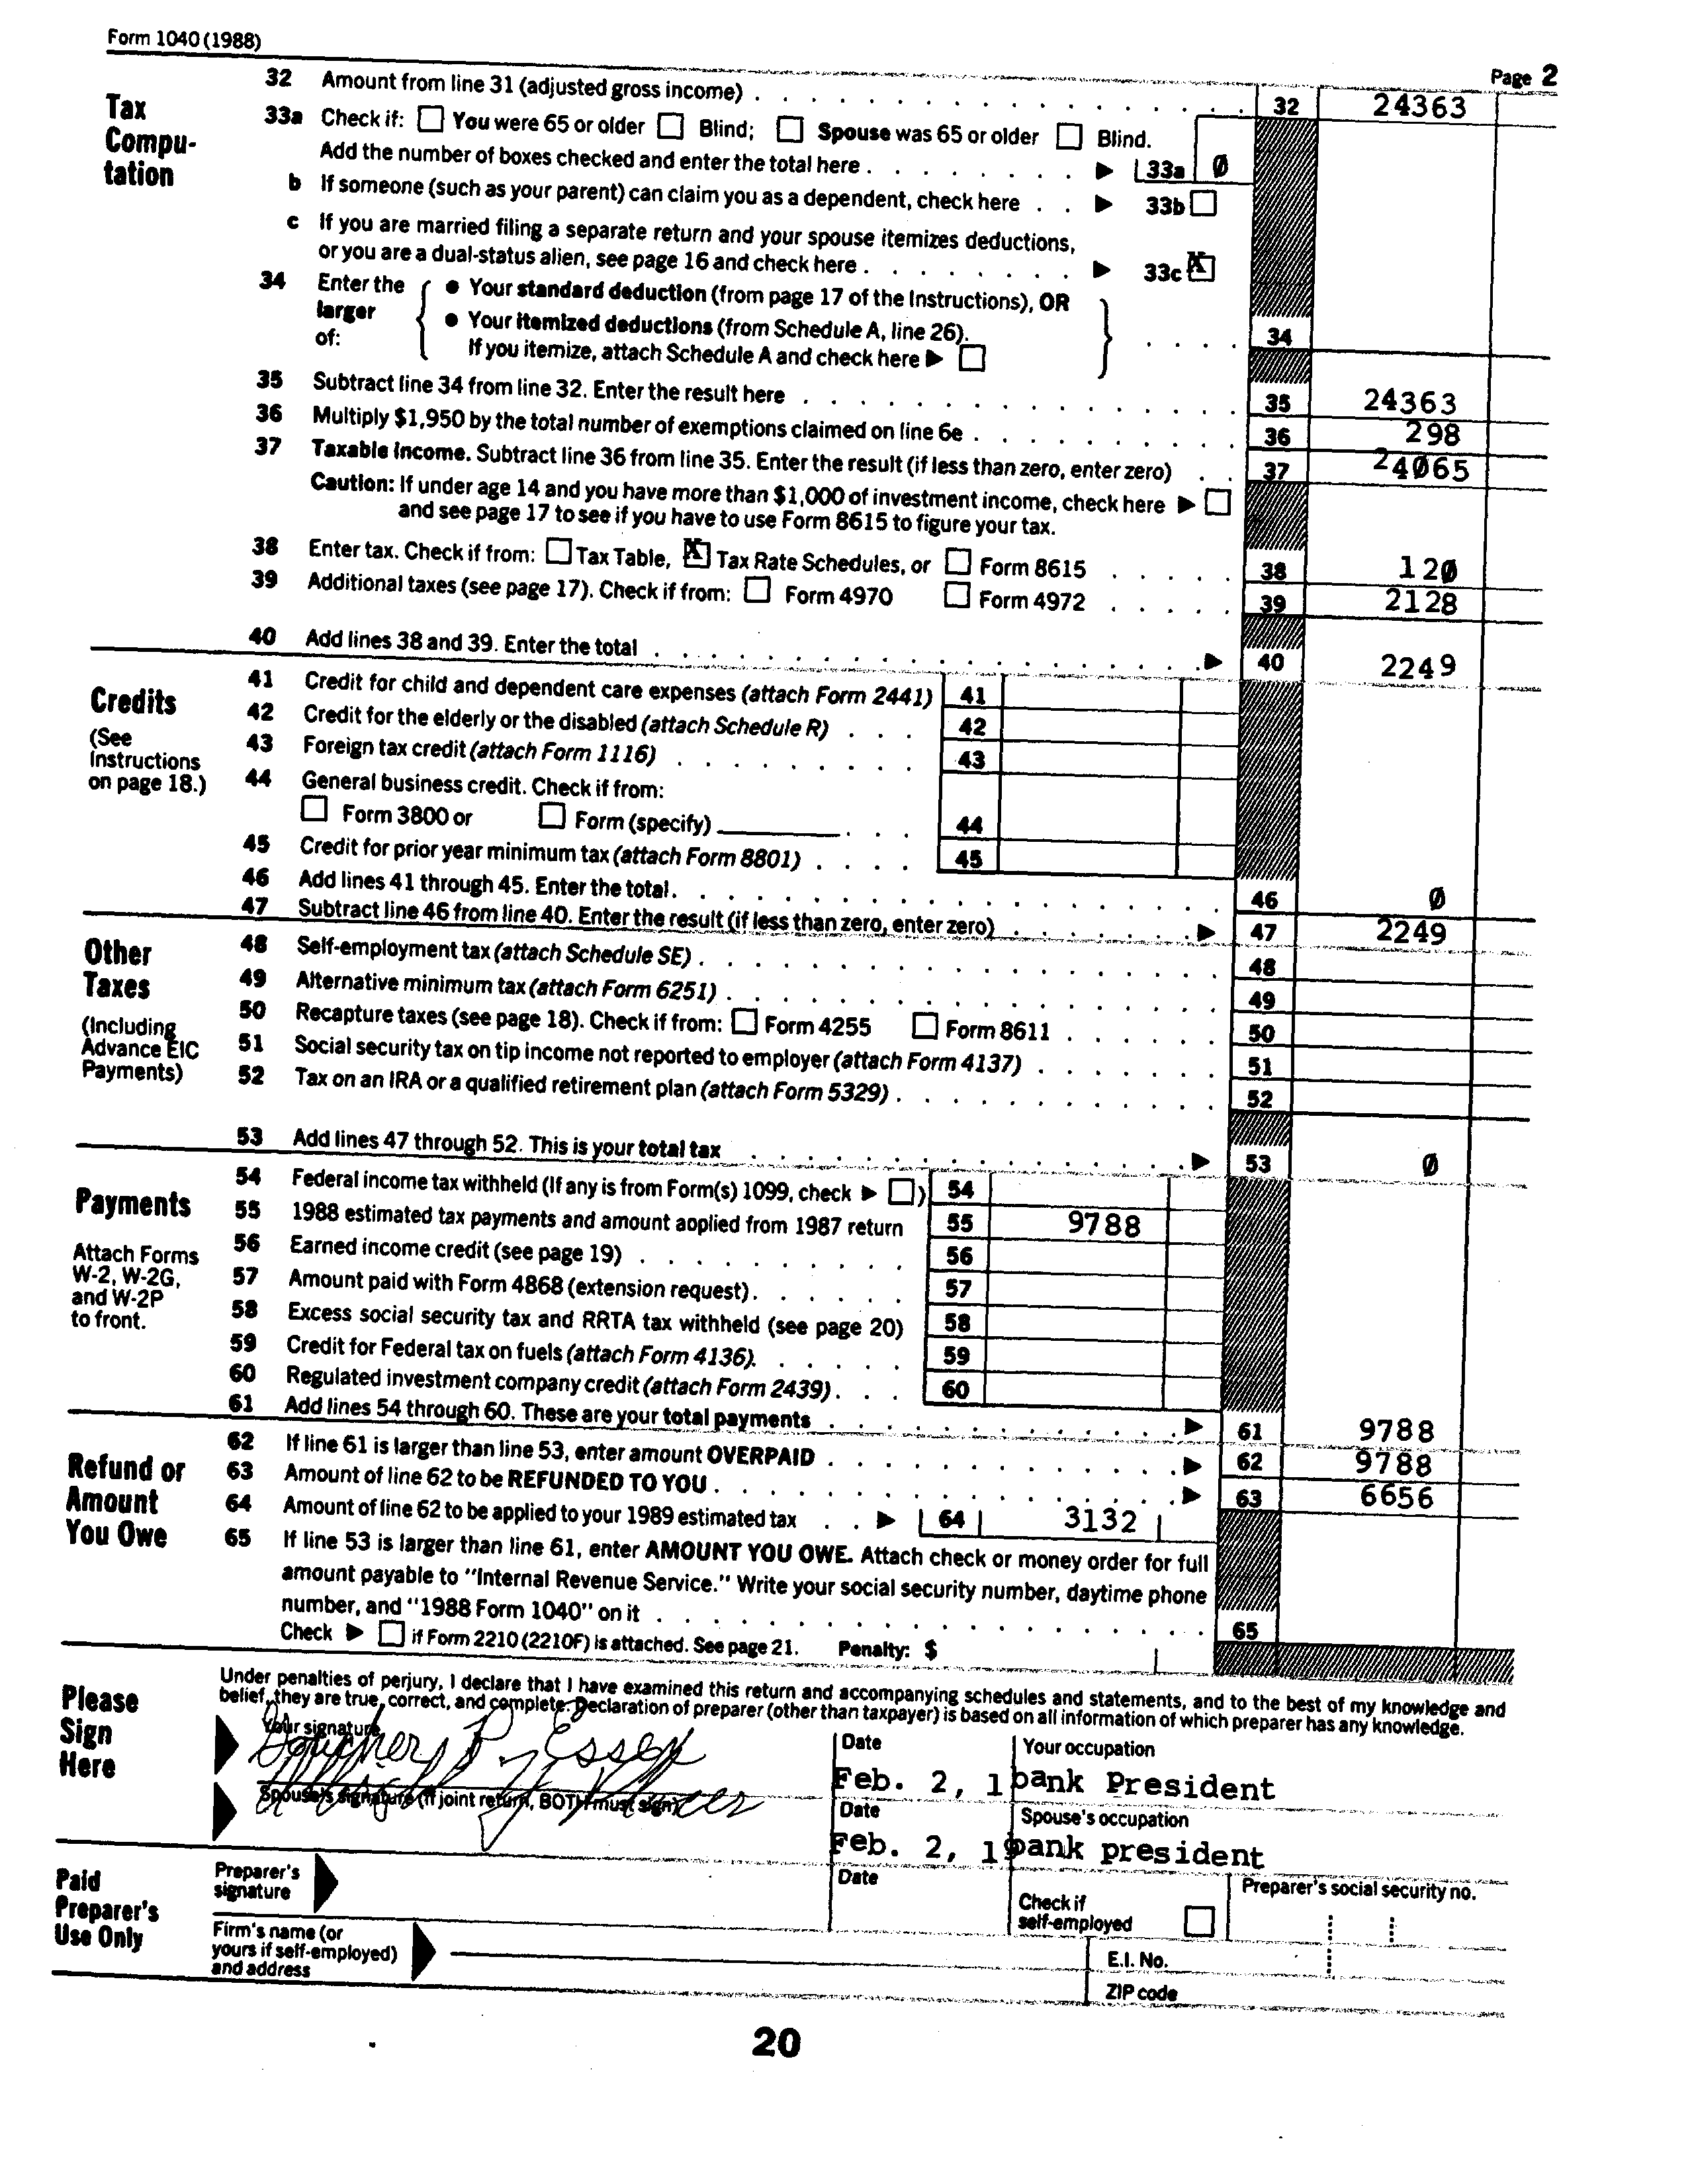 Form 1040 (1988)
Page 2
Tax Compu-tation
32 Amount from line 31 (adjusted gross income) . . . 32 24363
33a Check if: You were 65 or older Blind; Spouse was 65 or older Blind.
Add the number of boxes checked and enter the total here . . . 33a Ø
b If someone (such as your parent) can claim you as a dependent, check here . . 33b
c If you are married filing a separate return and your spouse itemizes deductions,
or you are a dual-status alien, see page 16 and check here . . . 33c X
34 Enter the larger of:
• Your standard deduction (from page 17 of the Instructions), OR
• Your itemized deductions (from Schedule A, line 26).
If you itemize, attach Schedule A and check here . . . 34
35 Subtract line 34 from line 32. Enter the result here . . . 35 24363
36 Multiply $1,950 by the total number of exemptions claimed on line 6e . . . 36 298
37 Taxable income. Subtract line 36 from line 35. Enter the result (if less than zero, enter zero) . . 37 24Ø65
Caution: If under age 14 and you have more than $1,000 of investment income, check here
and see page 17 to see if you have to use Form 8615 to figure your tax.
38 Enter tax. Check if from: Tax Table, X Tax Rate Schedules, or Form 8615 . . . 38 12Ø
39 Additional taxes (see page 17). Check if from: Form 4970 Form 4972 . . . 39 2128
40 Add lines 38 and 39. Enter the total . . . 40 2249
Credits
(See Instructions on page 18.)
41 Credit for child and dependent care expenses (attach Form 2441) 41
42 Credit for the elderly or the disabled (attach Schedule R) . . . 42
43 Foreign tax credit (attach Form 1116) . . . 43
44 General business credit. Check if from:
Form 3800 or Form (specify) . . . 44
45 Credit for prior year minimum tax (attach Form 8801) . . . 45
46 Add lines 41 through 45. Enter the total . . . 46 Ø
47 Subtract line 46 from line 40. Enter the result (if less than zero, enter zero) . . . 47 2249
Other Taxes
(Including Advance EIC Payments)
48 Self-employment tax (attach Schedule SE) . . . 48
49 Alternative minimum tax (attach Form 6251) . . . 49
50 Recapture taxes (see page 18). Check if from: Form 4255 Form 8611 . . . 50
51 Social security tax on tip income not reported to employer (attach Form 4137) . . . 51
52 Tax on an IRA or a qualified retirement plan (attach Form 5329) . . . 52
53 Add lines 47 through 52. This is your total tax . . . 53 Ø
Payments
Attach Forms W-2, W-2G, and W-2P to front.
54 Federal income tax withheld (If any is from Form(s) 1099, check ) 54
55 1988 estimated tax payments and amount applied from 1987 return 55 9788
56 Earned income credit (see page 19) . . . 56
57 Amount paid with Form 4868 (extension request) . . . 57
58 Excess social security tax and RRTA tax withheld (see page 20) 58
59 Credit for Federal tax on fuels (attach Form 4136). . . . 59
60 Regulated investment company credit (attach Form 2439) . . . 60
61 Add lines 54 through 60. These are your total payments . . . 61 9788
Refund or Amount You Owe
62 If line 61 is larger than line 53, enter amount OVERPAID . . . 62 9788
63 Amount of line 62 to be REFUNDED TO YOU . . . 63 6656
64 Amount of line 62 to be applied to your 1989 estimated tax . . 64 3132
65 If line 53 is larger than line 61, enter AMOUNT YOU OWE. Attach check or money order for full
amount payable to "Internal Revenue Service." Write your social security number, daytime phone
number, and "1988 Form 1040" on it . . . 65
Check if Form 2210 (2210F) is attached. See page 21. Penalty: $
Please Sign Here
Under penalties of perjury, I declare that I have examined this return and accompanying schedules and statements, and to the best of my knowledge and
belief, they are true, correct, and complete. Declaration of preparer (other than taxpayer) is based on all information of which preparer has any knowledge.
Your signature
Date
Feb. 2, 1
Your occupation
bank President
Spouse's signature (if joint return, BOTH must sign)
Date
Feb. 2, 19
Spouse's occupation
bank president
Paid Preparer's Use Only
Preparer's signature
Date
Check if self-employed
Preparer's social security no.
Firm's name (or yours if self-employed) and address
E.I. No.
ZIP code
20